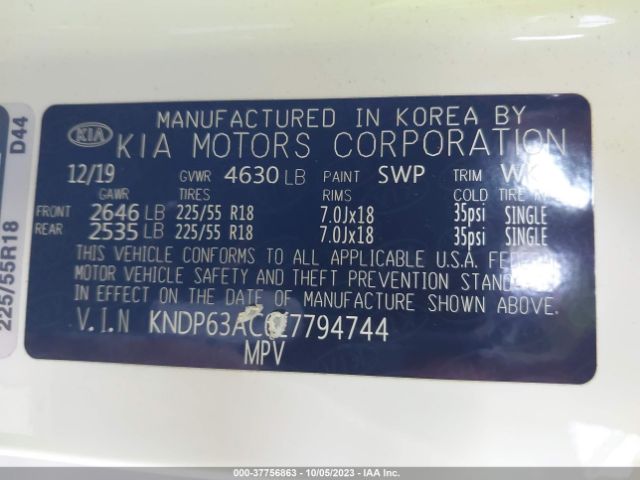 MANUFACTURED IN KOREA BY
KIA KIA MOTORS CORPORATION
12/19 GVWR 4630 LB PAINT SWP TRIM
GAWR TIRES RIMS COLD TIRE
FRONT 2646 LB 225/55 R18 7.0Jx18 35psi SINGLE
REAR 2535 LB 225/55 R18 7.0Jx18 35psi SINGLE
THIS VEHICLE CONFORMS TO ALL APPLICABLE U.S.A.
MOTOR VEHICLE SAFETY AND THEFT PREVENTION
IN EFFECT ON THE DATE OF MANUFACTURE SHOWN ABOVE.
V.I.N
MPV
D44
225/55R18
000-37756863 - 10/05/2023 - IAA Inc.